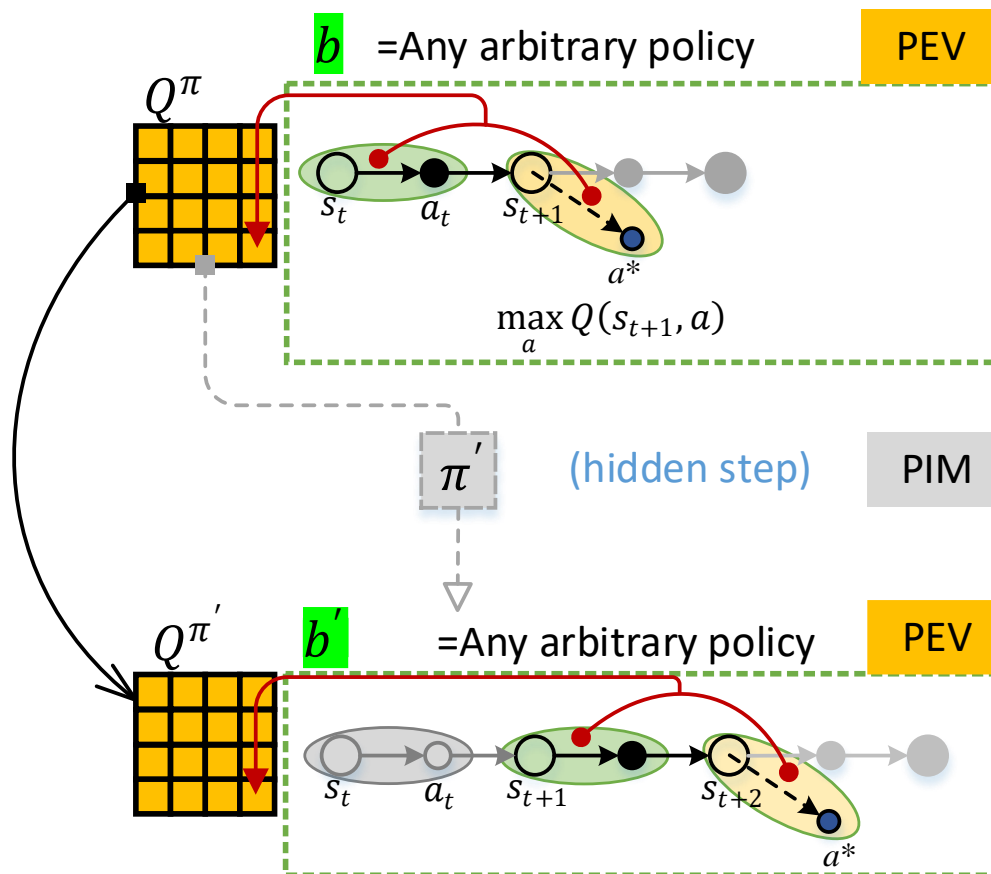 b =Any arbitrary policy PEV
Q^π
s_t a_t s_{t+1}
a*
max_a Q(s_{t+1}, a)
π′ (hidden step) PIM
b′ =Any arbitrary policy PEV
Q^{π′}
s_t a_t s_{t+1} s_{t+2}
a*